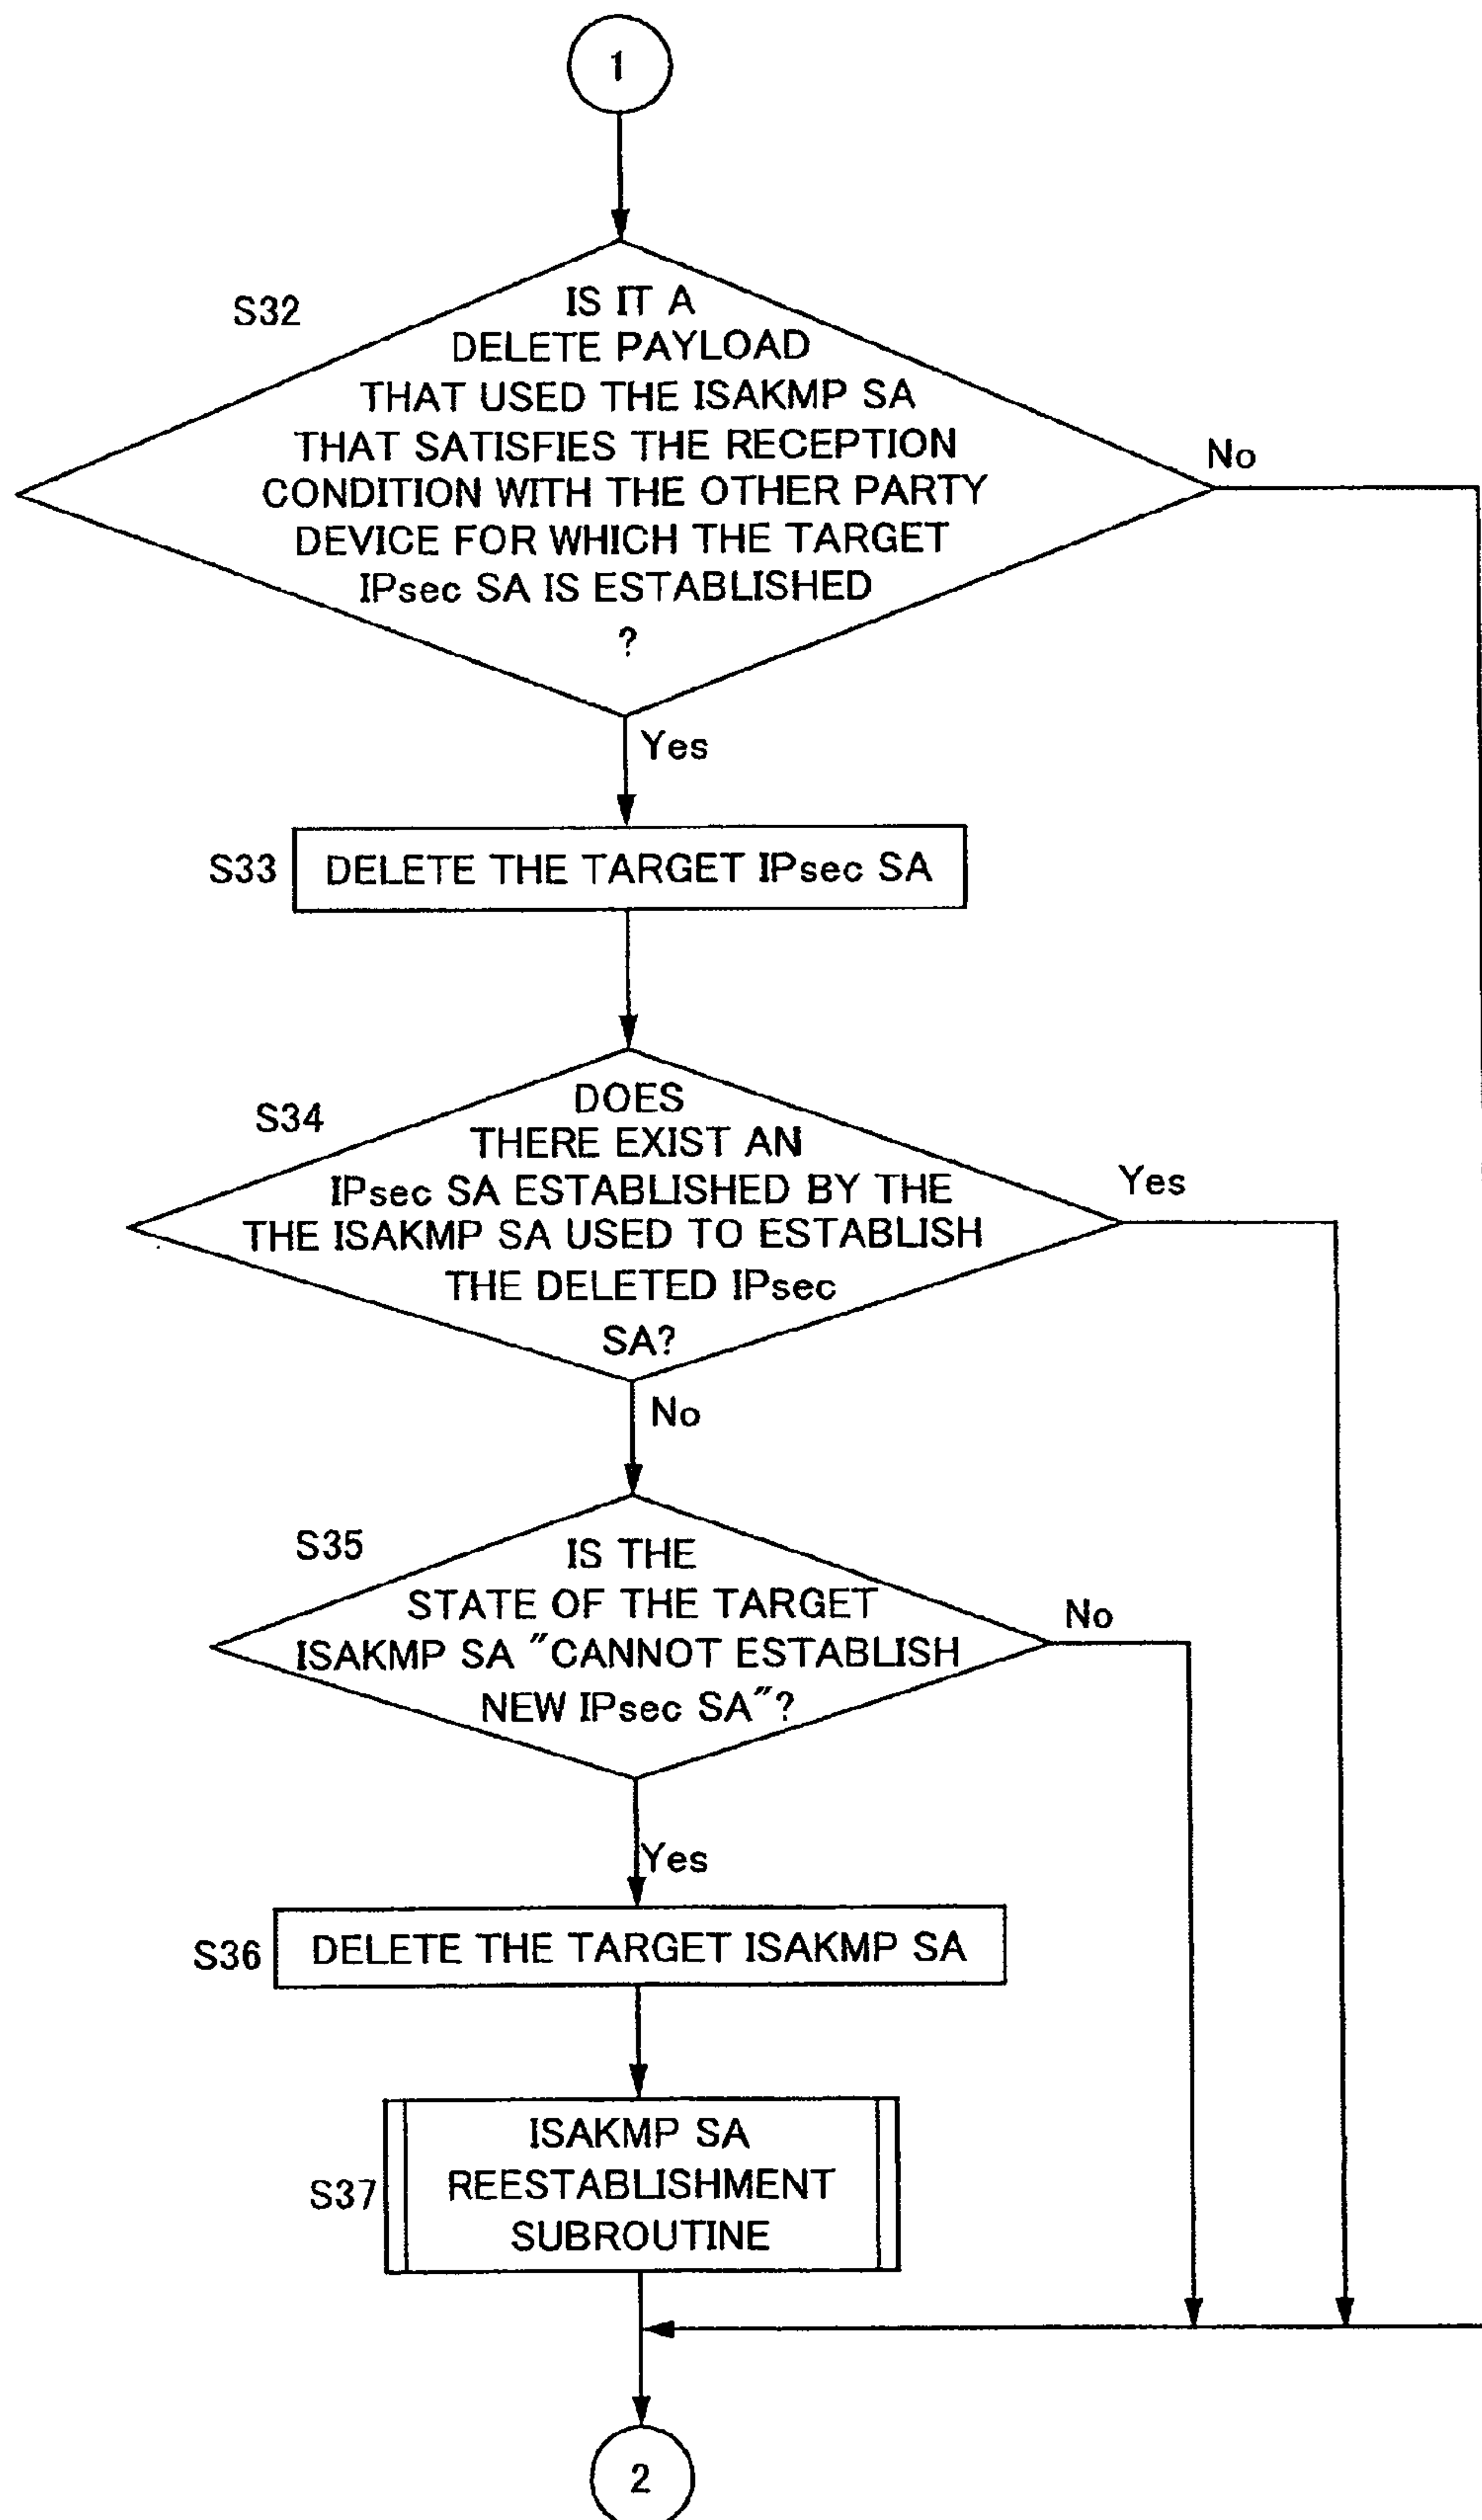 1
S32
IS IT A
DELETE PAYLOAD
THAT USED THE ISAKMP SA
THAT SATISFIES THE RECEPTION
CONDITION WITH THE OTHER PARTY
DEVICE FOR WHICH THE TARGET
IPsec SA IS ESTABLISHED
?
No
Yes
S33
DELETE THE TARGET IPsec SA
S34
DOES
THERE EXIST AN
IPsec SA ESTABLISHED BY THE
THE ISAKMP SA USED TO ESTABLISH
THE DELETED IPsec
SA?
Yes
No
S35
IS THE
STATE OF THE TARGET
ISAKMP SA "CANNOT ESTABLISH
NEW IPsec SA"?
No
Yes
S36
DELETE THE TARGET ISAKMP SA
S37
ISAKMP SA
REESTABLISHMENT
SUBROUTINE
2